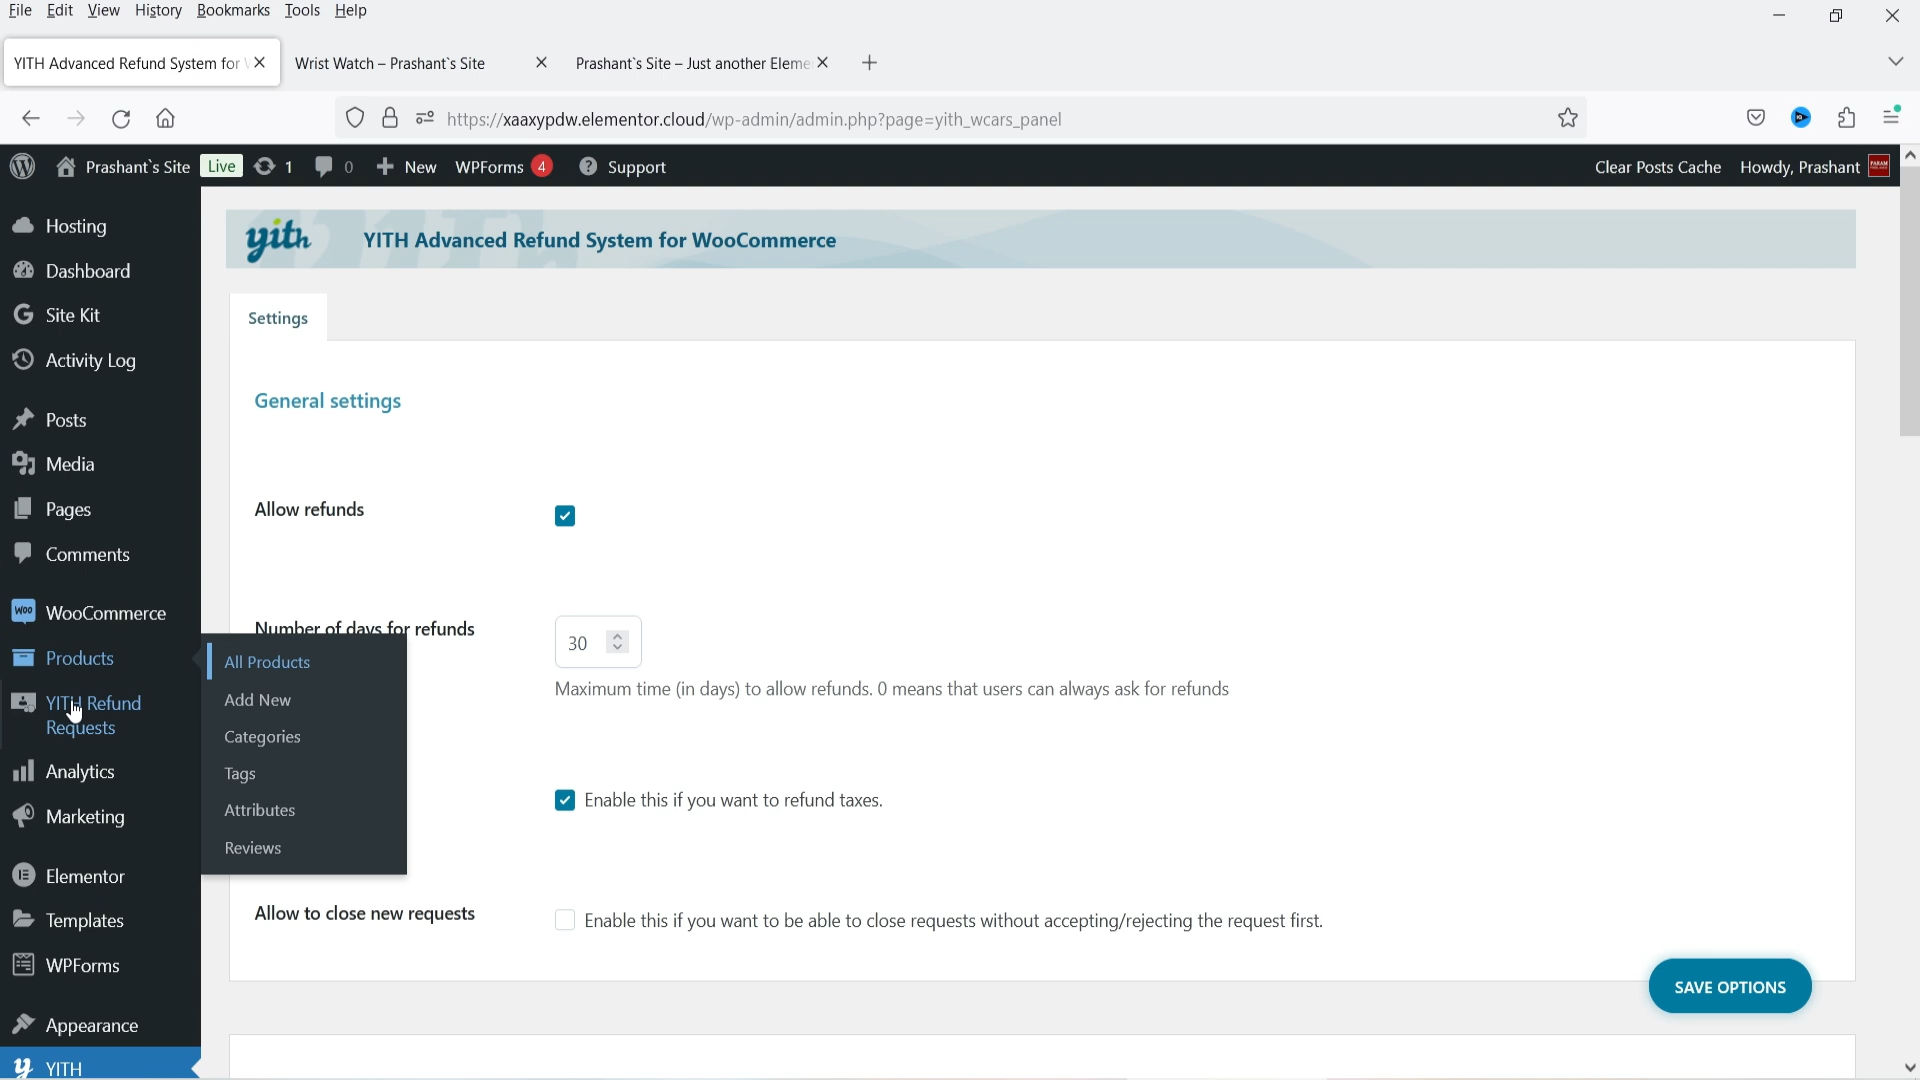 File Edit View History Bookmarks Tools Help
YITH Advanced Refund System for
Wrist Watch – Prashant`s Site
Prashant`s Site – Just another Eleme
https://xaaxypdw.elementor.cloud/wp-admin/admin.php?page=yith_wcars_panel
Prashant`s Site Live 1 0 New WPForms 4 Support Clear Posts Cache Howdy, Prashant
Hosting
Dashboard
Site Kit
Activity Log
Posts
Media
Pages
Comments
WooCommerce
Products
YITH Refund
Requests
Analytics
Marketing
Elementor
Templates
WPForms
Appearance
YITH
All Products
Add New
Categories
Tags
Attributes
Reviews
yith YITH Advanced Refund System for WooCommerce
Settings
General settings
Allow refunds
Number of days for refunds
30
Maximum time (in days) to allow refunds. 0 means that users can always ask for refunds
Enable this if you want to refund taxes.
Allow to close new requests
Enable this if you want to be able to close requests without accepting/rejecting the request first.
SAVE OPTIONS